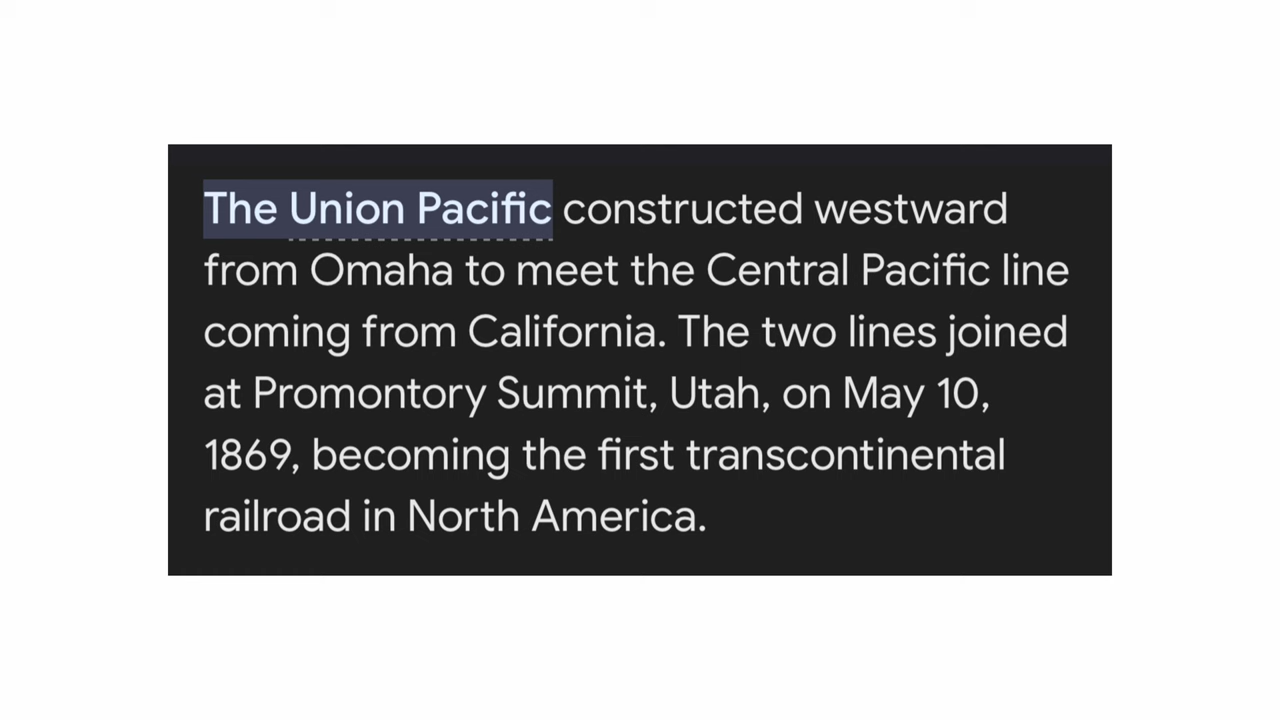 The Union Pacific constructed westward
from Omaha to meet the Central Pacific line
coming from California. The two lines joined
at Promontory Summit, Utah, on May 10,
1869, becoming the first transcontinental
railroad in North America.